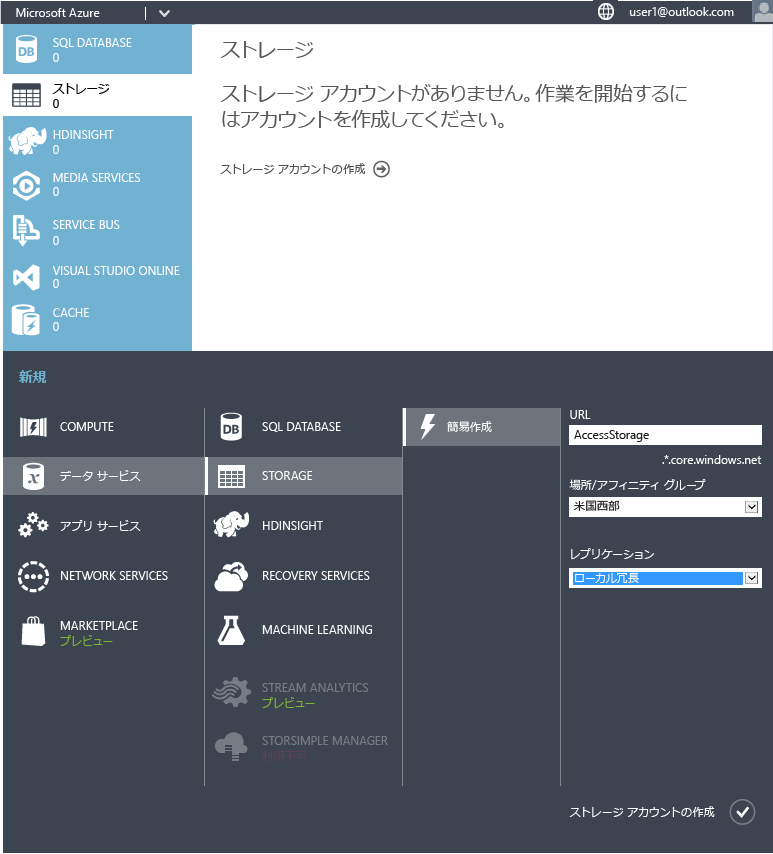 Microsoft Azure
user1@outlook.com
DB
SQL DATABASE
0
ストレージ
0
HDINSIGHT
0
MEDIA SERVICES
0
SERVICE BUS
0
VISUAL STUDIO ONLINE
0
CACHE
0
ストレージ
ストレージ アカウントがありません。作業を開始するに
はアカウントを作成してください。
ストレージ アカウントの作成
新規
COMPUTE
データ サービス
アプリ サービス
NETWORK SERVICES
MARKETPLACE
プレビュー
DB
SQL DATABASE
STORAGE
HDINSIGHT
RECOVERY SERVICES
MACHINE LEARNING
STREAM ANALYTICS
プレビュー
STORSIMPLE MANAGER
利用不可
簡易作成
URL
AccessStorage
.*.core.windows.net
場所/アフィニティ グループ
米国西部
レプリケーション
ローカル冗長
ストレージ アカウントの作成